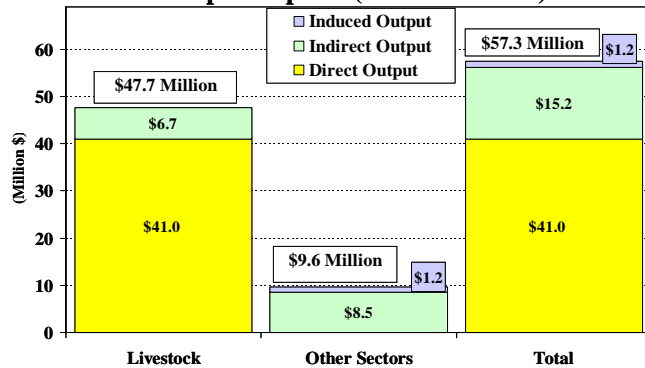 Induced Output
Indirect Output
Direct Output
$57.3 Million
$1.2
$47.7 Million
$6.7
$15.2
$41.0
$41.0
$9.6 Million
$1.2
$8.5
(Million $)
60
50
40
30
20
10
0
Livestock
Other Sectors
Total